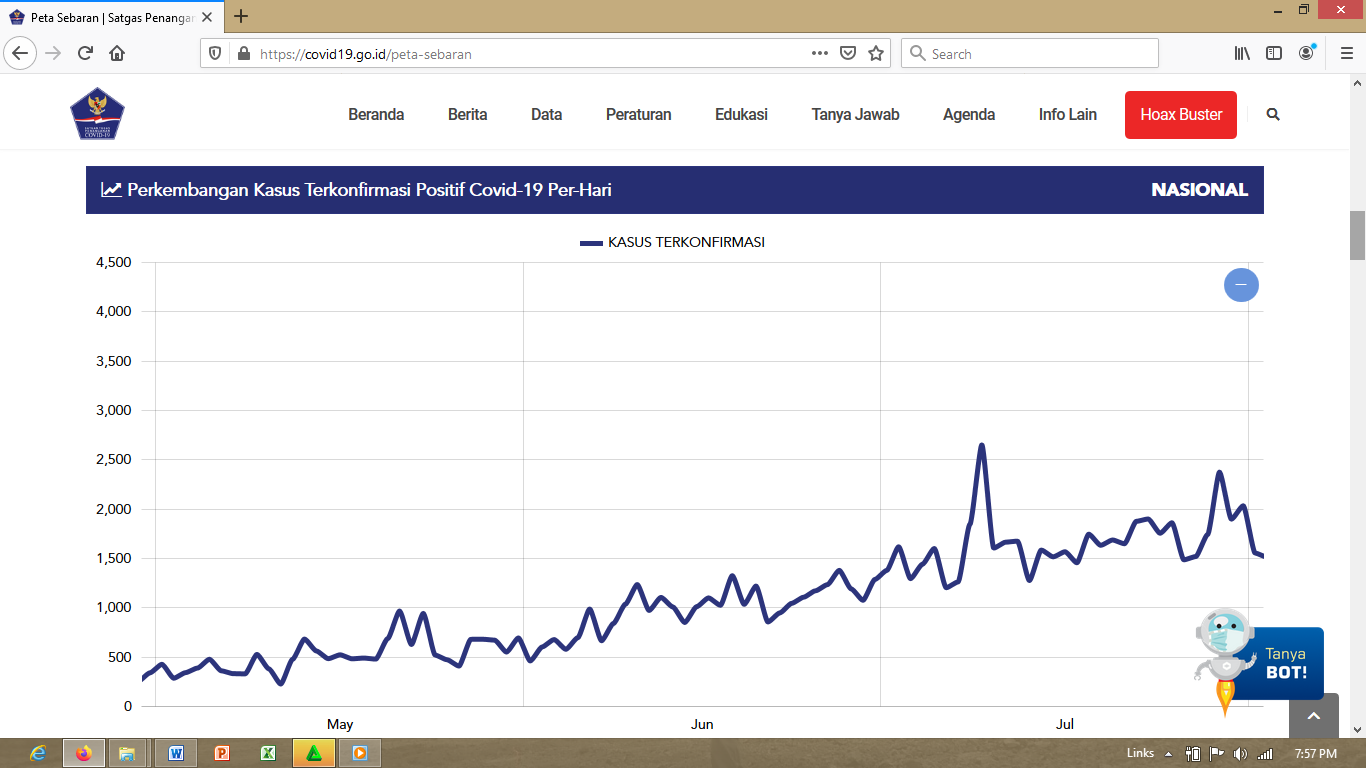 Peta Sebaran | Satgas Penangan
https://covid19.go.id/peta-sebaran
Search
COVID-19
Beranda Berita Data Peraturan Edukasi Tanya Jawab Agenda Info Lain Hoax Buster
Perkembangan Kasus Terkonfirmasi Positif Covid-19 Per-Hari NASIONAL
KASUS TERKONFIRMASI
4,500
4,000
3,500
3,000
2,500
2,000
1,500
1,000
500
0
May Jun Jul
Tanya
BOT!
Links 7:57 PM